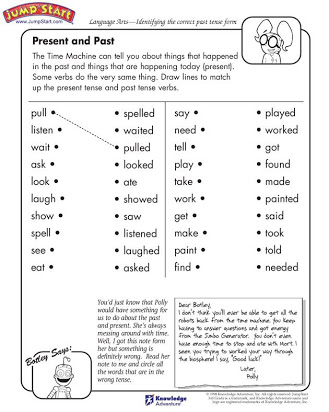 JumpStart
www.JumpStart.com
Language Arts—Identifying the correct past tense form
Present and Past
The Time Machine can tell you about things that happened
in the past and things that are happening today (present).
Some verbs do the very same thing. Draw lines to match
up the present tense and past tense verbs.
pull • • spelled say • • played
listen • • waited need • • worked
wait • • pulled tell • • got
ask • • looked play • • found
look • • ate take • • made
laugh • • showed work • • painted
show • • saw get • • said
spell • • listened make • • took
see • • laughed paint • • told
eat • • asked find • • needed
You'd just know that Polly
would have something for
us to do about the past
and present. She's always
messing around with time.
Well, I got this note form
her but something is
definitely wrong. Read her
note to me and circle all
the words that are in the
wrong tense.
Botley Says:
Dear Botley,
I don't think you'll ever be able to get all the
robots back from the time machine. You keep
having to answer questions and got energy
from the Jimbo Generator. You don't even
have enough time to stop and ate with Mort. I
seen you trying to worked your way through
the biosphere! I say, "Good luck!"
Later,
Polly
Knowledge
Adventure